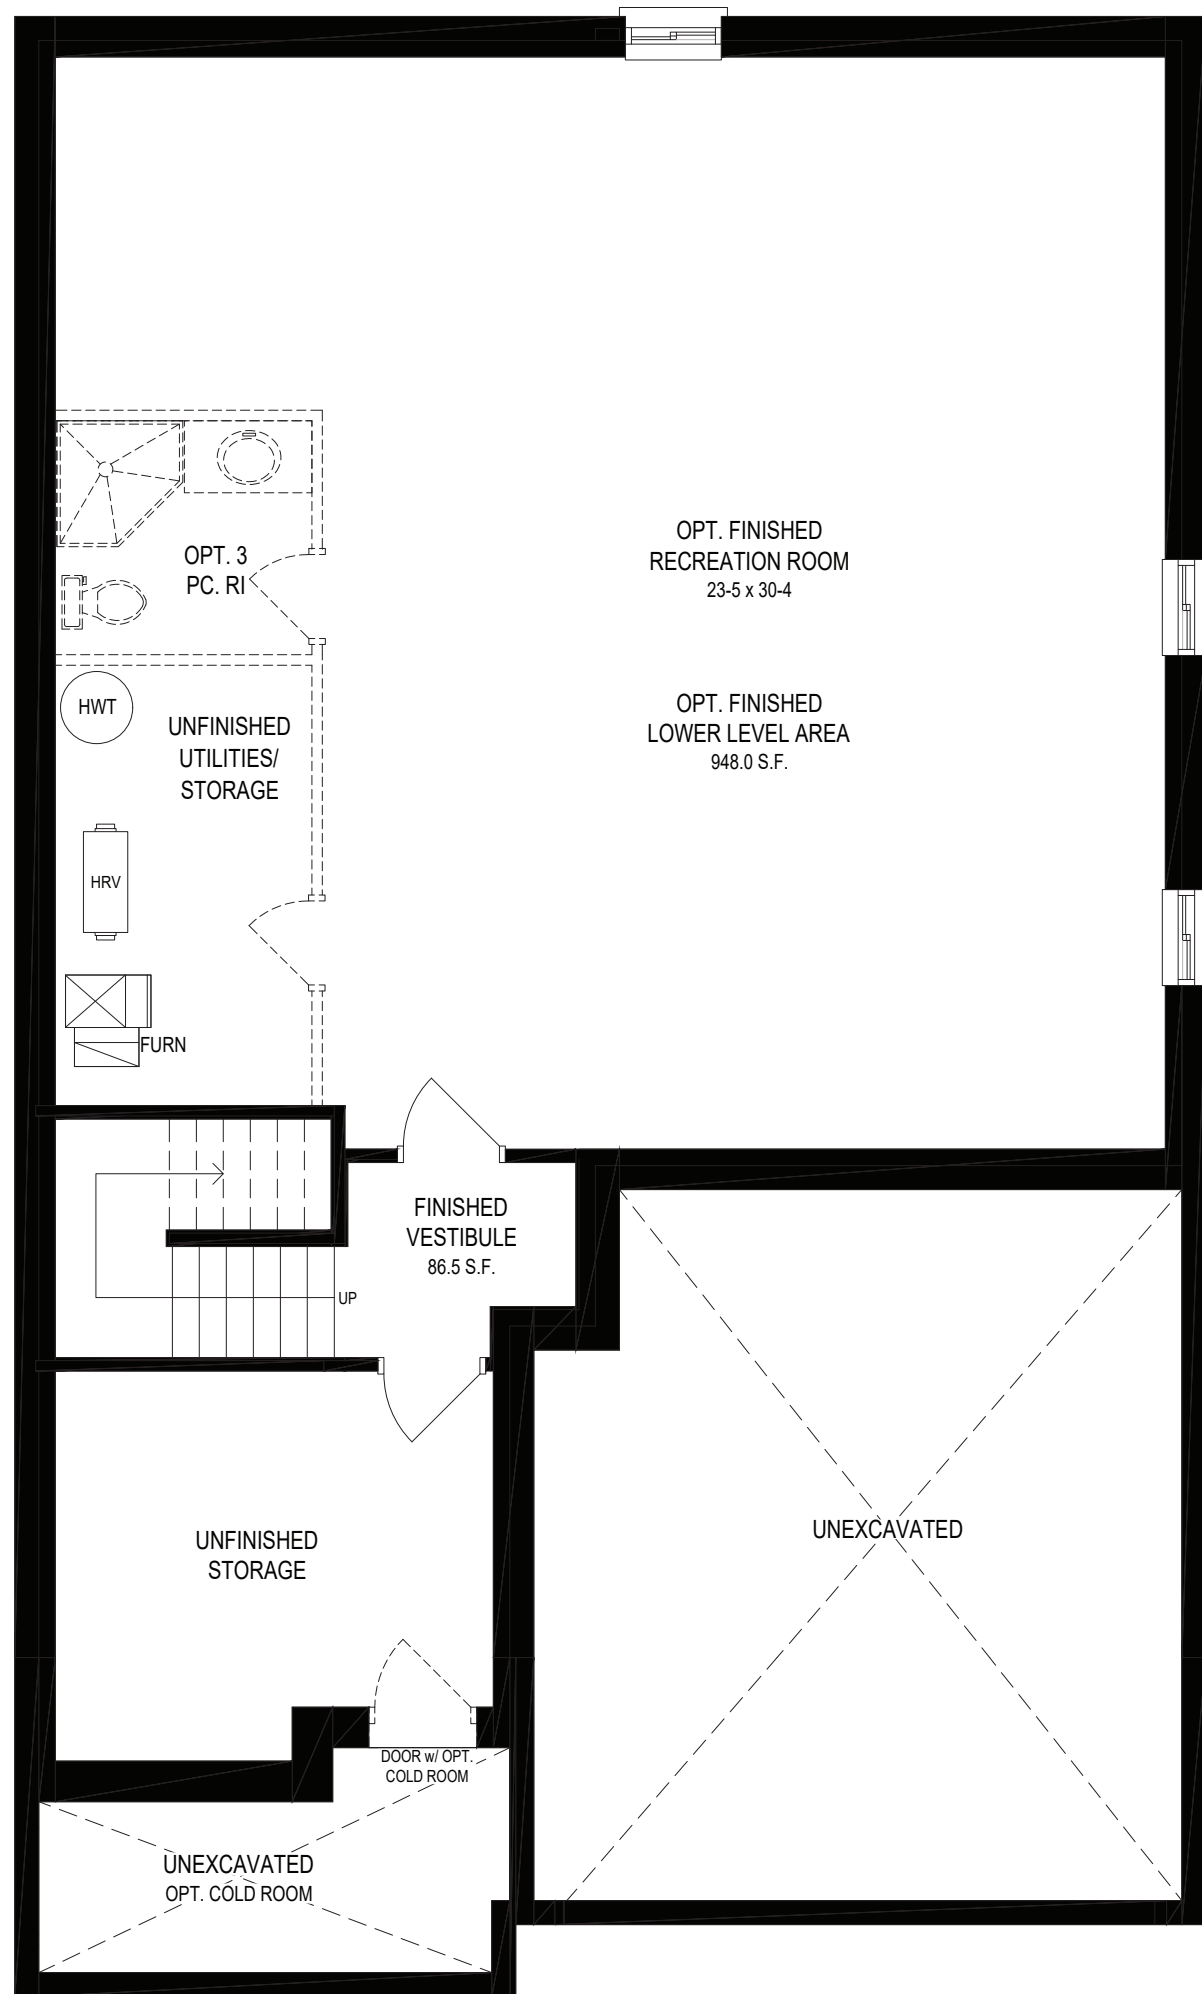 OPT. FINISHED
RECREATION ROOM
23-5 x 30-4
OPT. 3
PC. RI
OPT. FINISHED
LOWER LEVEL AREA
948.0 S.F.
HWT
UNFINISHED
UTILITIES/
STORAGE
HRV
FURN
FINISHED
VESTIBULE
86.5 S.F.
UP
UNFINISHED
STORAGE
UNEXCAVATED
DOOR w/ OPT.
COLD ROOM
UNEXCAVATED
OPT. COLD ROOM